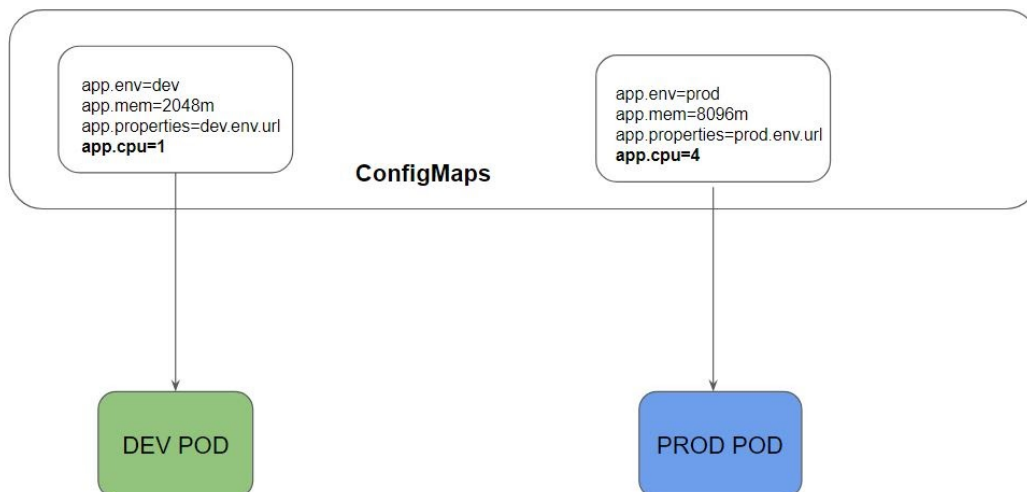 app.env=dev
app.mem=2048m
app.properties=dev.env.url
app.cpu=1
app.env=prod
app.mem=8096m
app.properties=prod.env.url
app.cpu=4
ConfigMaps
DEV POD
PROD POD